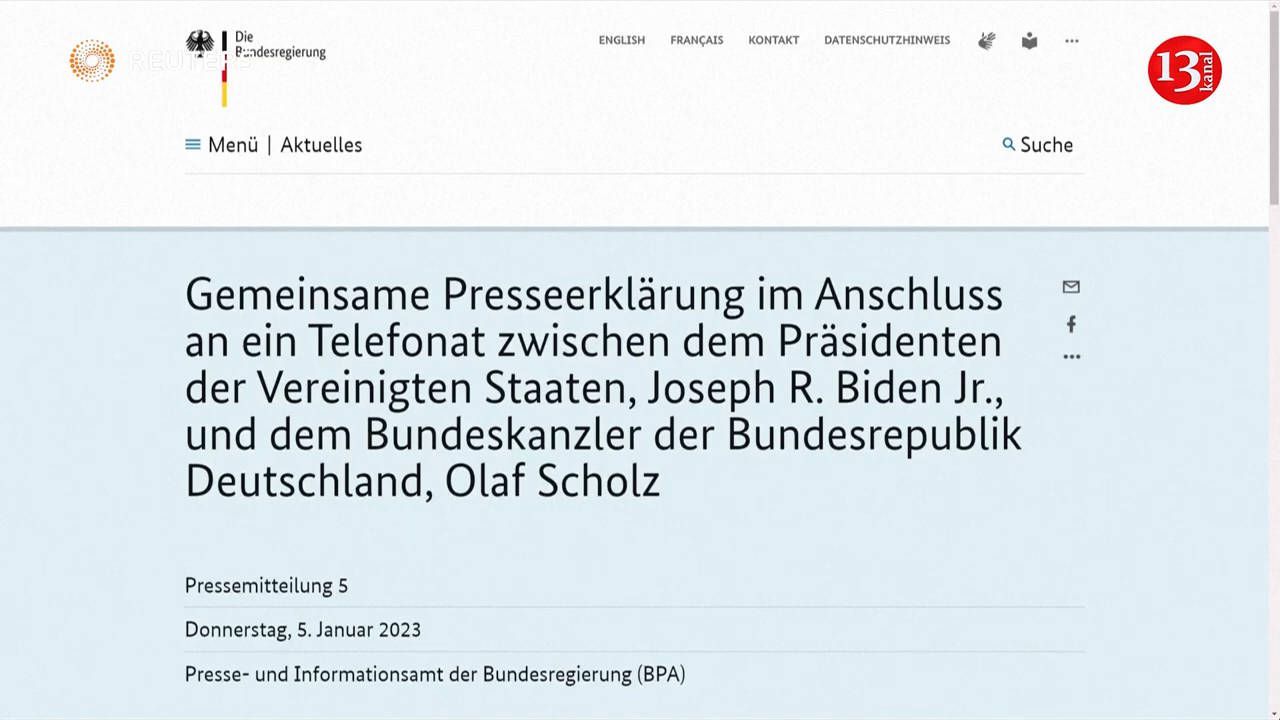 Die
Bundesregierung
REUTERS
ENGLISH FRANÇAIS KONTAKT DATENSCHUTZHINWEIS
13
kanal
Menü | Aktuelles
Suche
Gemeinsame Presseerklärung im Anschluss
an ein Telefonat zwischen dem Präsidenten
der Vereinigten Staaten, Joseph R. Biden Jr.,
und dem Bundeskanzler der Bundesrepublik
Deutschland, Olaf Scholz
Pressemitteilung 5
Donnerstag, 5. Januar 2023
Presse- und Informationsamt der Bundesregierung (BPA)